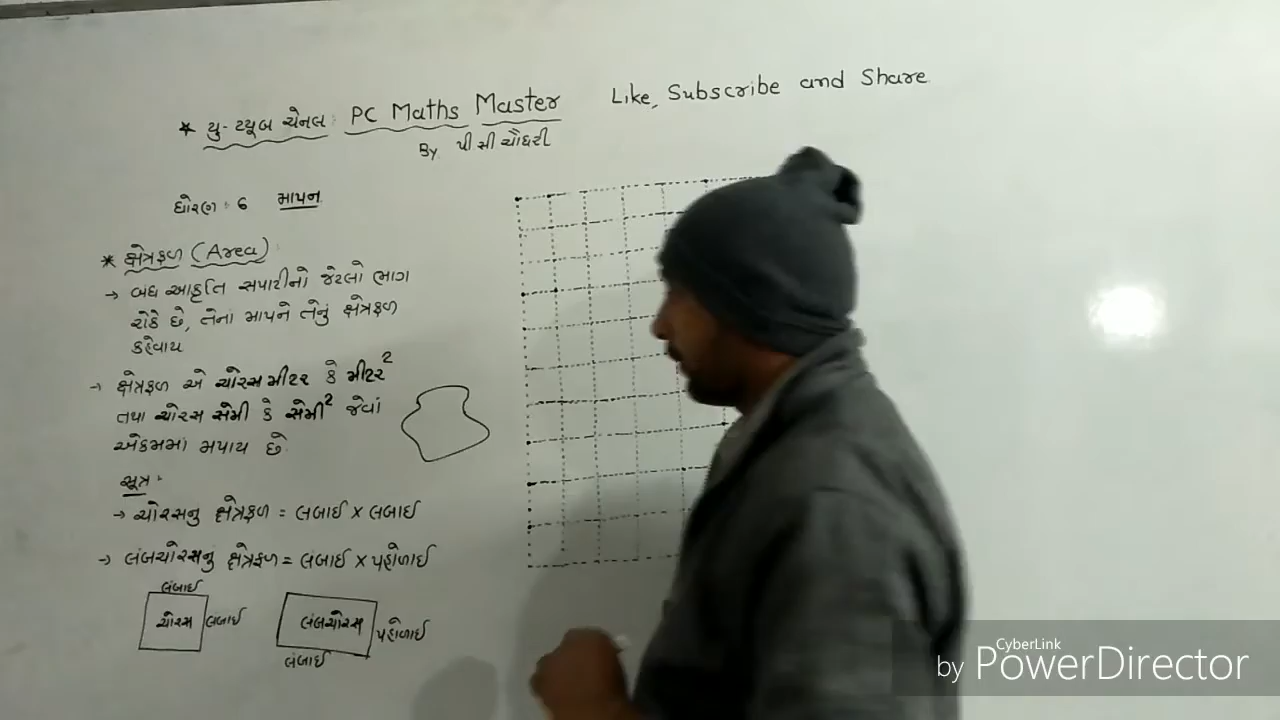 * યુ-ટ્યૂબ ચેનલ: PC Maths Master
Like, Subscribe and Share
By પી સી ચૌધરી
ધોરણ : 6 માપન
* ક્ષેત્રફળ (Area) :
→ બંધ આકૃતિ સપાટીનો જેટલો ભાગ
રોકે છે, તેના માપને તેનું ક્ષેત્રફળ
કહેવાય
→ ક્ષેત્રફળ એ ચોરસમીટર કે મીટર²
તથા ચોરસ સેમી કે સેમી² જેવાં
એકમમાં મપાય છે
સૂત્ર :
→ ચોરસનુ ક્ષેત્રફળ = લંબાઈ × લંબાઈ
→ લંબચોરસનુ ક્ષેત્રફળ = લંબાઈ × પહોળાઈ
લંબાઈ
ચોરસ લંબાઈ
લંબચોરસ પહોળાઈ
લંબાઈ
CyberLink
by PowerDirector